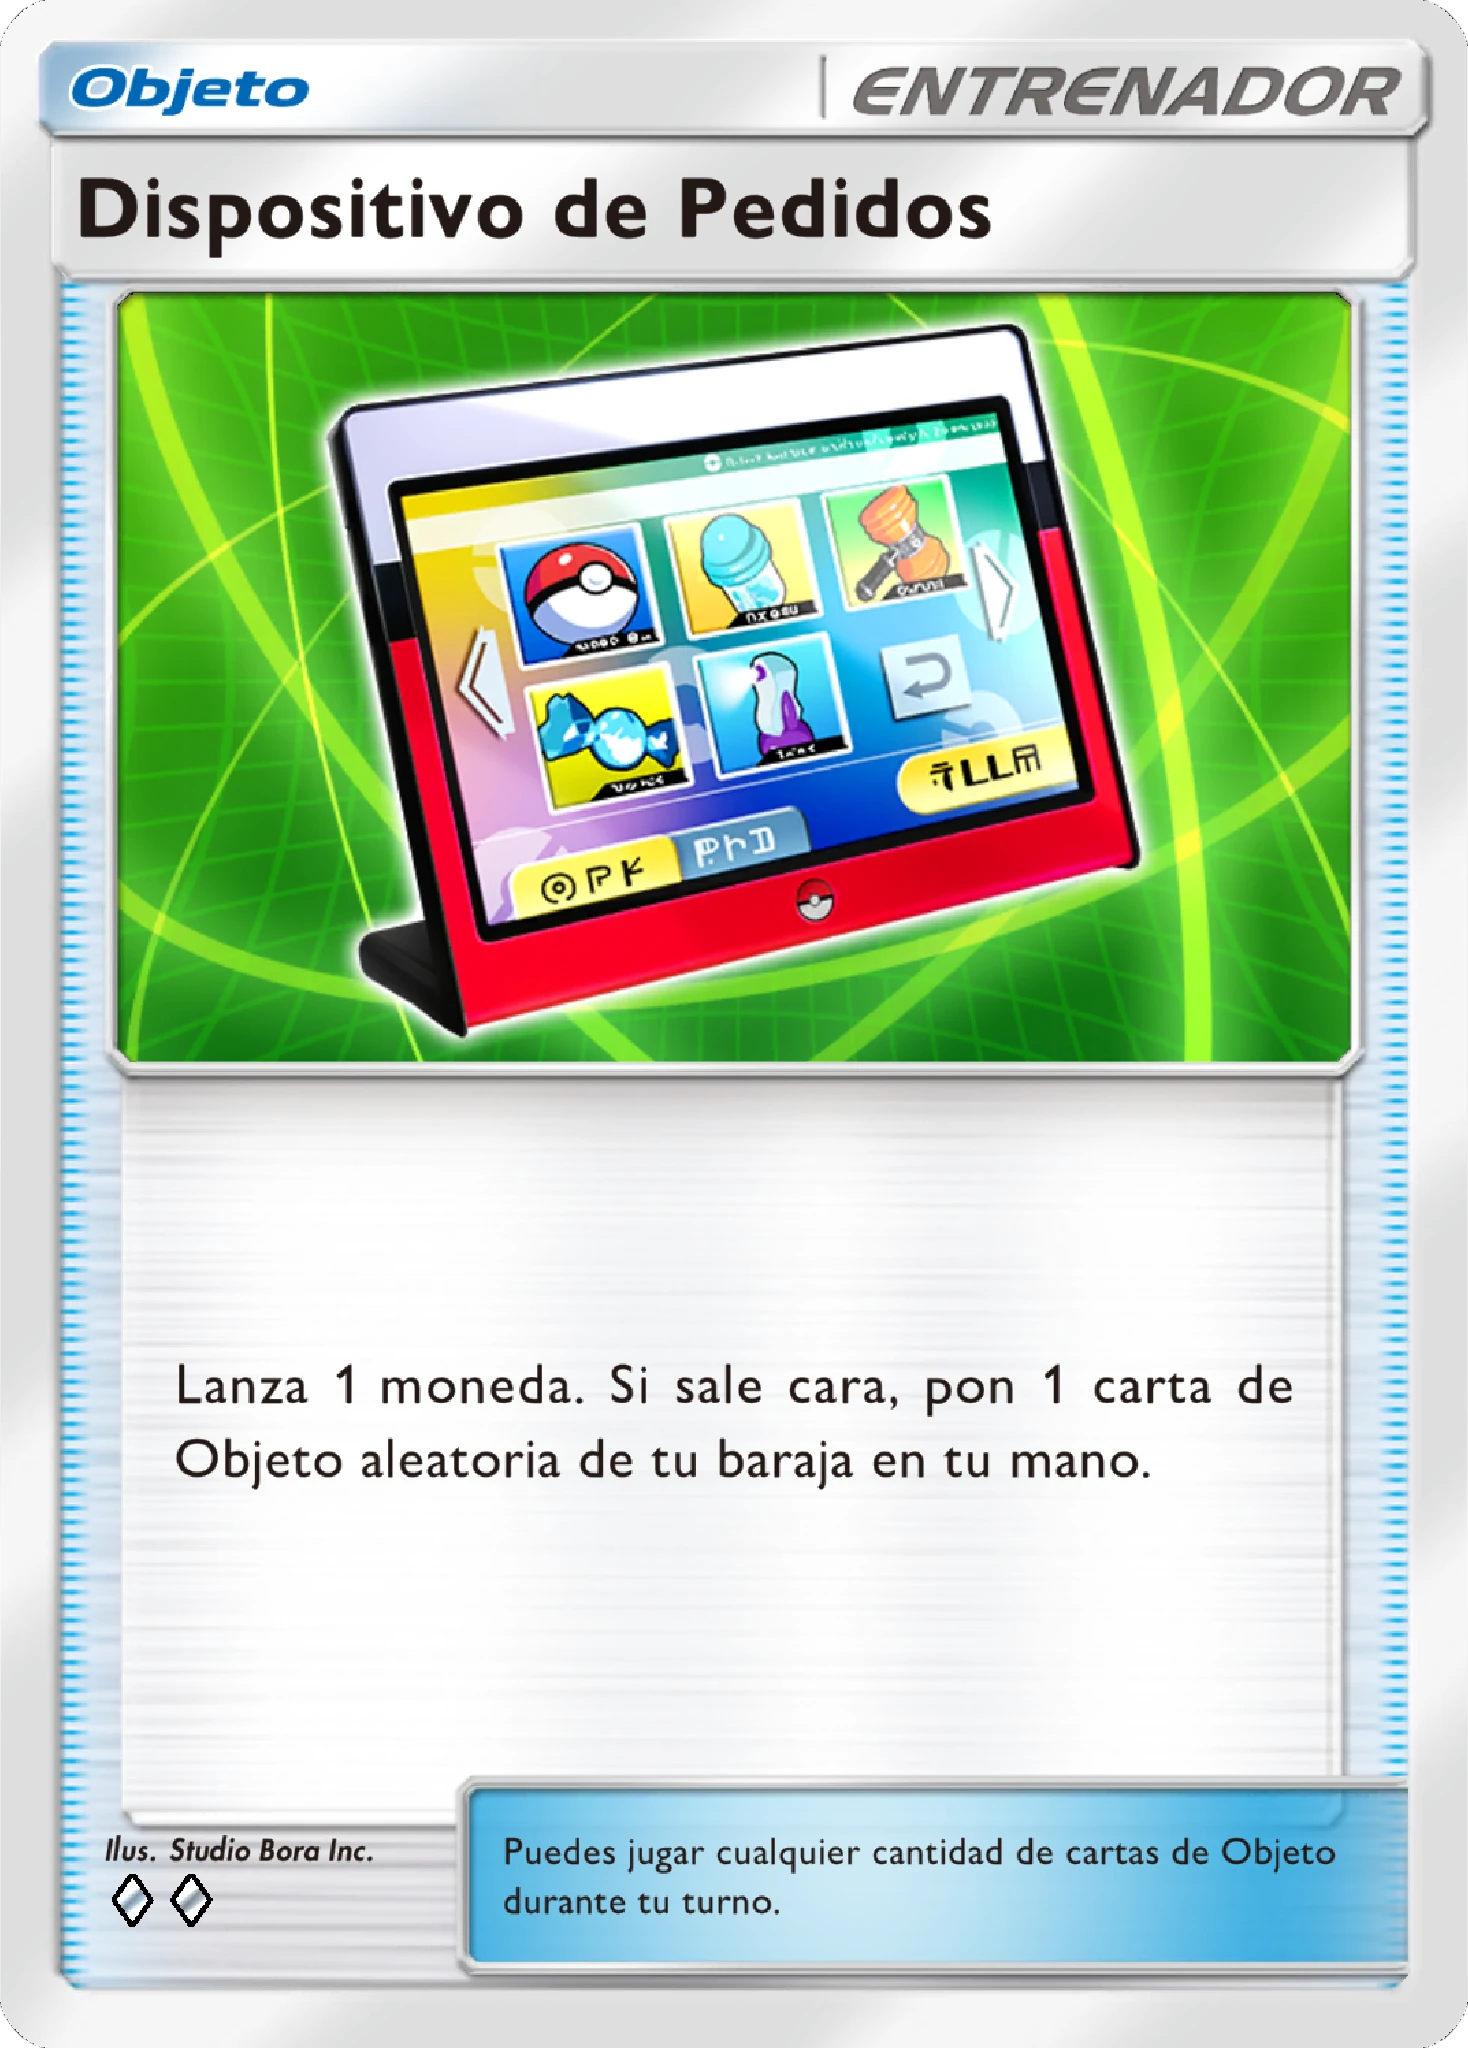 Objeto
ENTRENADOR
Dispositivo de Pedidos
Lanza 1 moneda. Si sale cara, pon 1 carta de
Objeto aleatoria de tu baraja en tu mano.
Ilus. Studio Bora Inc.
Puedes jugar cualquier cantidad de cartas de Objeto
durante tu turno.